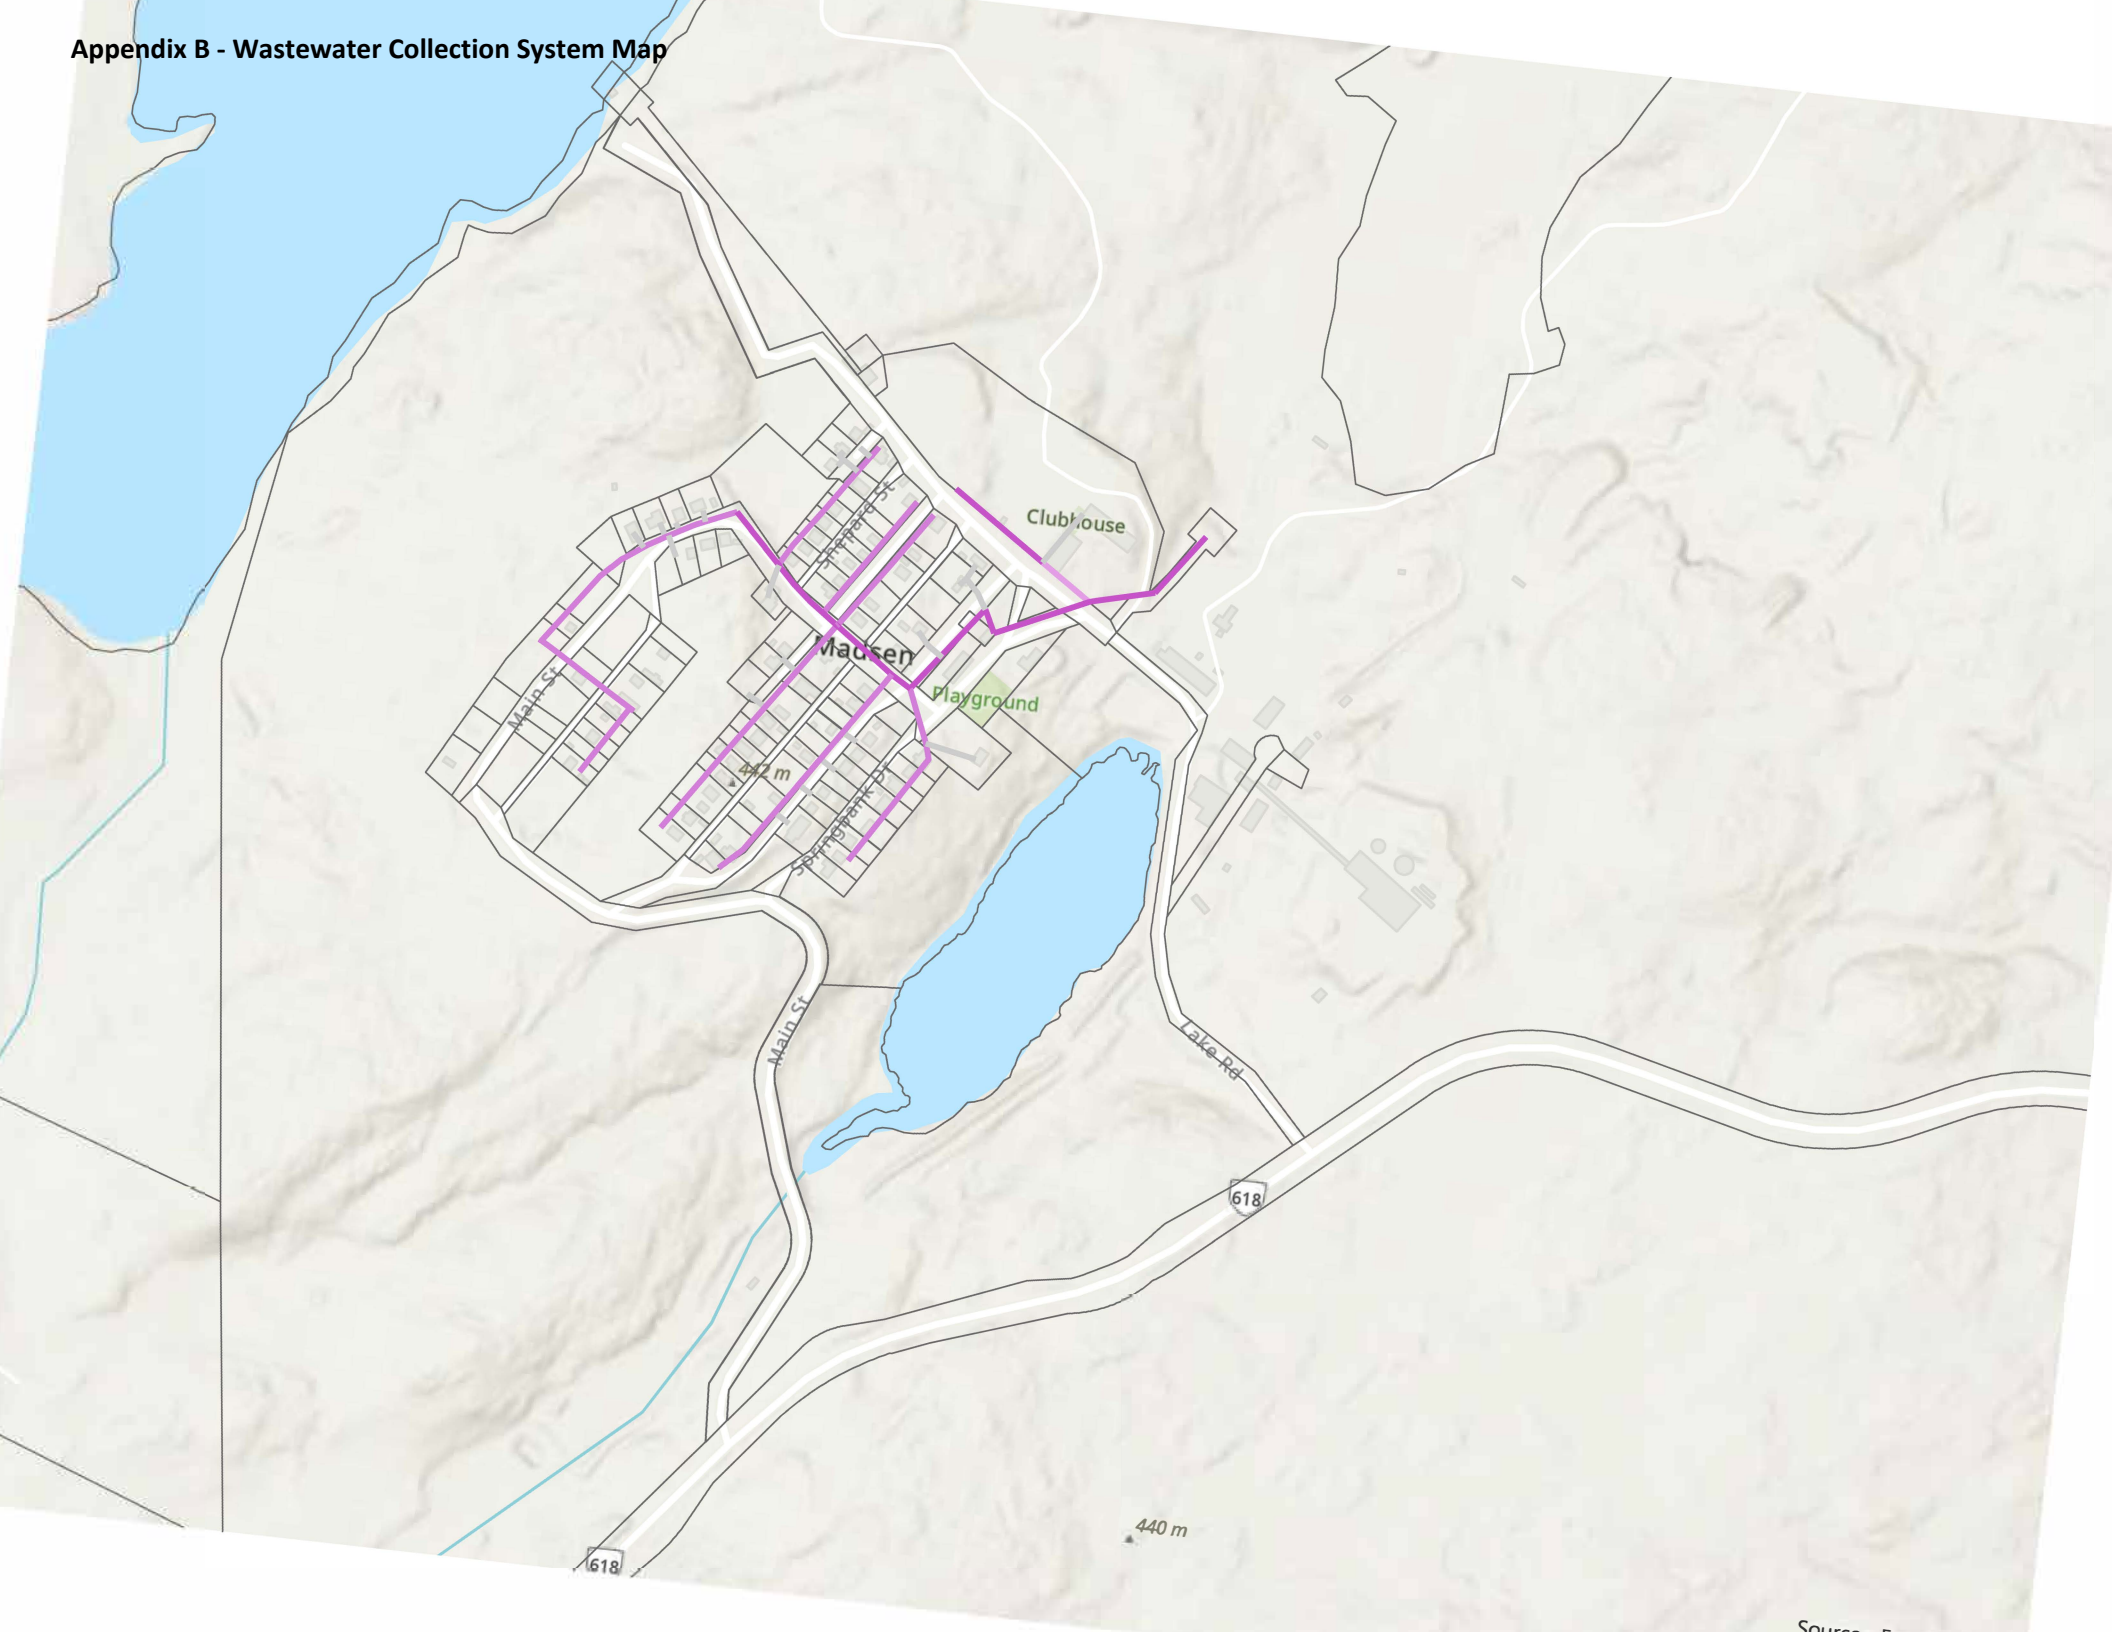 Appendix B - Wastewater Collection System Map
Shepard St
Clubhouse
Madsen
Main St
Playground
442 m
Springbank Dr
Main St
Lake Rd
618
440 m
618